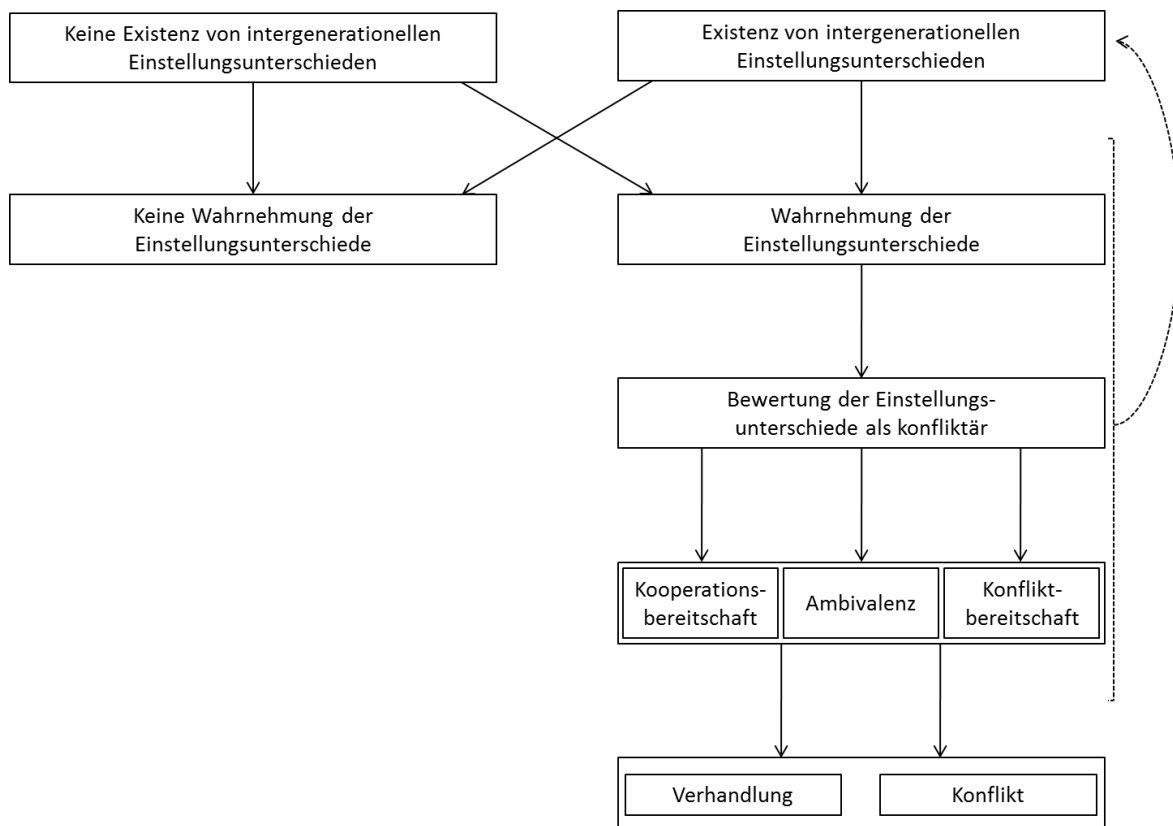 Keine Existenz von intergenerationellen
Einstellungsunterschieden
Existenz von intergenerationellen
Einstellungsunterschieden
Keine Wahrnehmung der
Einstellungsunterschiede
Wahrnehmung der
Einstellungsunterschiede
Bewertung der Einstellungs-
unterschiede als konfliktär
Kooperations-
bereitschaft
Ambivalenz
Konflikt-
bereitschaft
Verhandlung
Konflikt